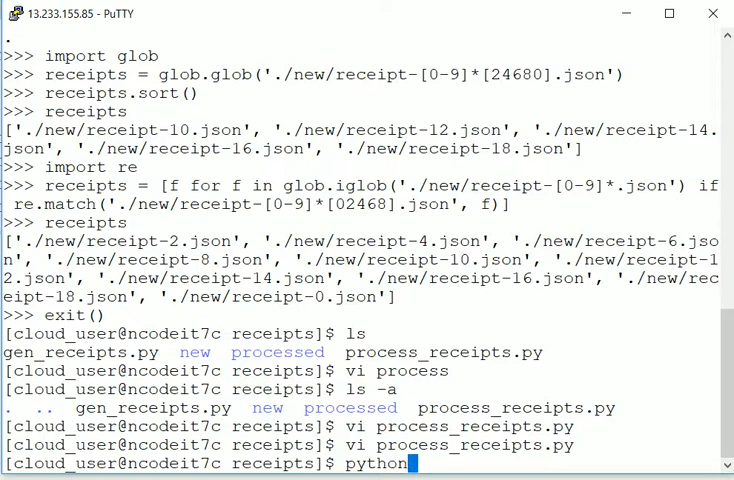 13.233.155.85 - PuTTY
.
>>> import glob
>>> receipts = glob.glob('./new/receipt-[0-9]*[24680].json')
>>> receipts.sort()
>>> receipts
['./new/receipt-10.json', './new/receipt-12.json', './new/receipt-14.
json', './new/receipt-16.json', './new/receipt-18.json']
>>> import re
>>> receipts = [f for f in glob.iglob('./new/receipt-[0-9]*.json') if
re.match('./new/receipt-[0-9]*[02468].json', f)]
>>> receipts
['./new/receipt-2.json', './new/receipt-4.json', './new/receipt-6.jso
n', './new/receipt-8.json', './new/receipt-10.json', './new/receipt-1
2.json', './new/receipt-14.json', './new/receipt-16.json', './new/rec
eipt-18.json', './new/receipt-0.json']
>>> exit()
[cloud_user@ncodeit7c receipts]$ ls
gen_receipts.py new processed process_receipts.py
[cloud_user@ncodeit7c receipts]$ vi process
[cloud_user@ncodeit7c receipts]$ ls -a
. .. gen_receipts.py new processed process_receipts.py
[cloud_user@ncodeit7c receipts]$ vi process_receipts.py
[cloud_user@ncodeit7c receipts]$ vi process_receipts.py
[cloud_user@ncodeit7c receipts]$ python